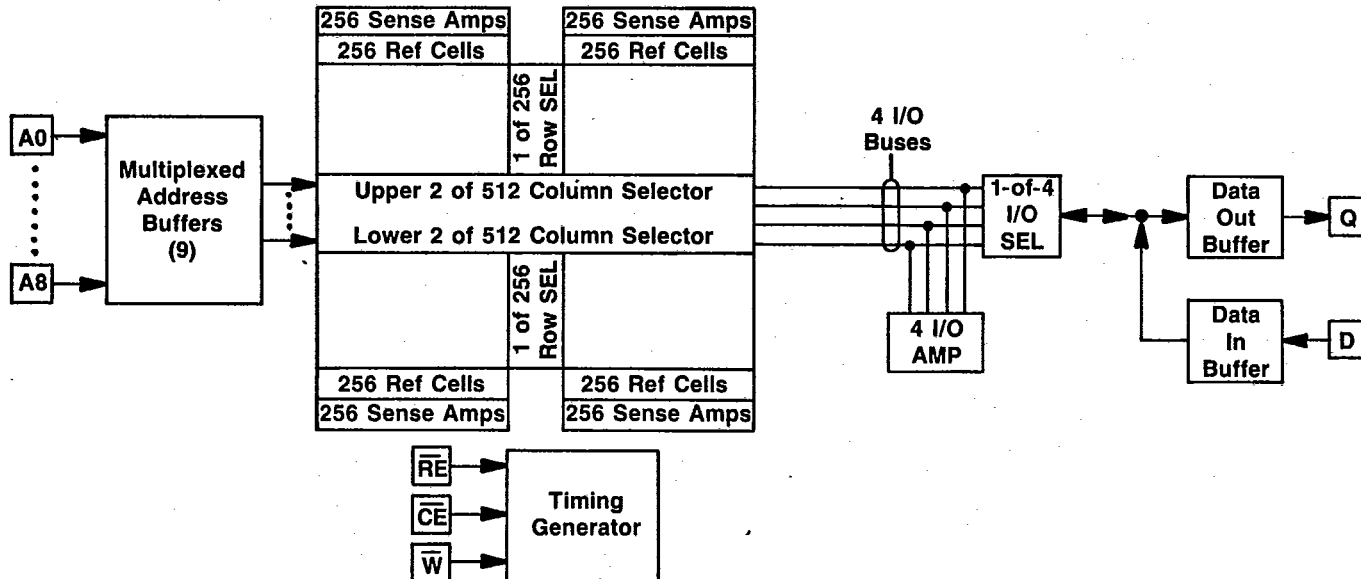 256 Sense Amps
256 Sense Amps
256 Ref Cells
256 Ref Cells
1 of 256
Row SEL
A0
A8
Multiplexed
Address
Buffers
(9)
Upper 2 of 512 Column Selector
Lower 2 of 512 Column Selector
4 I/O
Buses
1-of-4
I/O
SEL
Data
Out
Buffer
Q
4 I/O
AMP
Data
In
Buffer
D
1 of 256
Row SEL
256 Ref Cells
256 Ref Cells
256 Sense Amps
256 Sense Amps
R̅E̅
C̅E̅
W̅
Timing
Generator